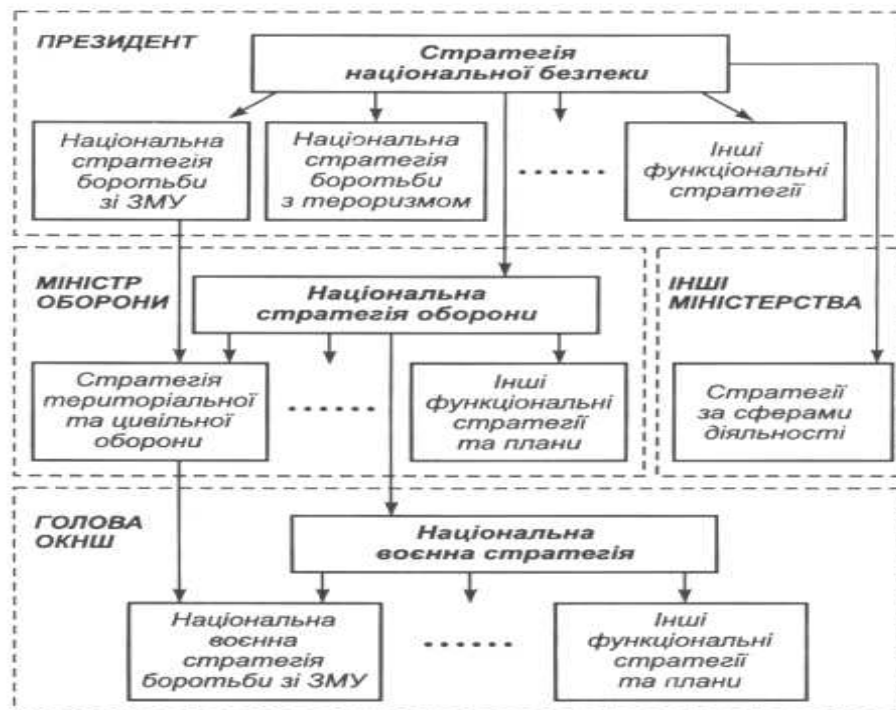 ПРЕЗИДЕНТ
Стратегія
національної безпеки
Національна
стратегія
боротьби
зі ЗМУ
Національна
стратегія
боротьби
з тероризмом
Інші
функціональні
стратегії
МІНІСТР
ОБОРОНИ
Національна
стратегія оборони
ІНШІ
МІНІСТЕРСТВА
Стратегія
територіальної
та цивільної
оборони
Інші
функціональні
стратегії
та плани
Стратегії
за сферами
діяльності
ГОЛОВА
ОКНШ
Національна
воєнна стратегія
Національна
воєнна
стратегія
боротьби зі ЗМУ
Інші
функціональні
стратегії
та плани